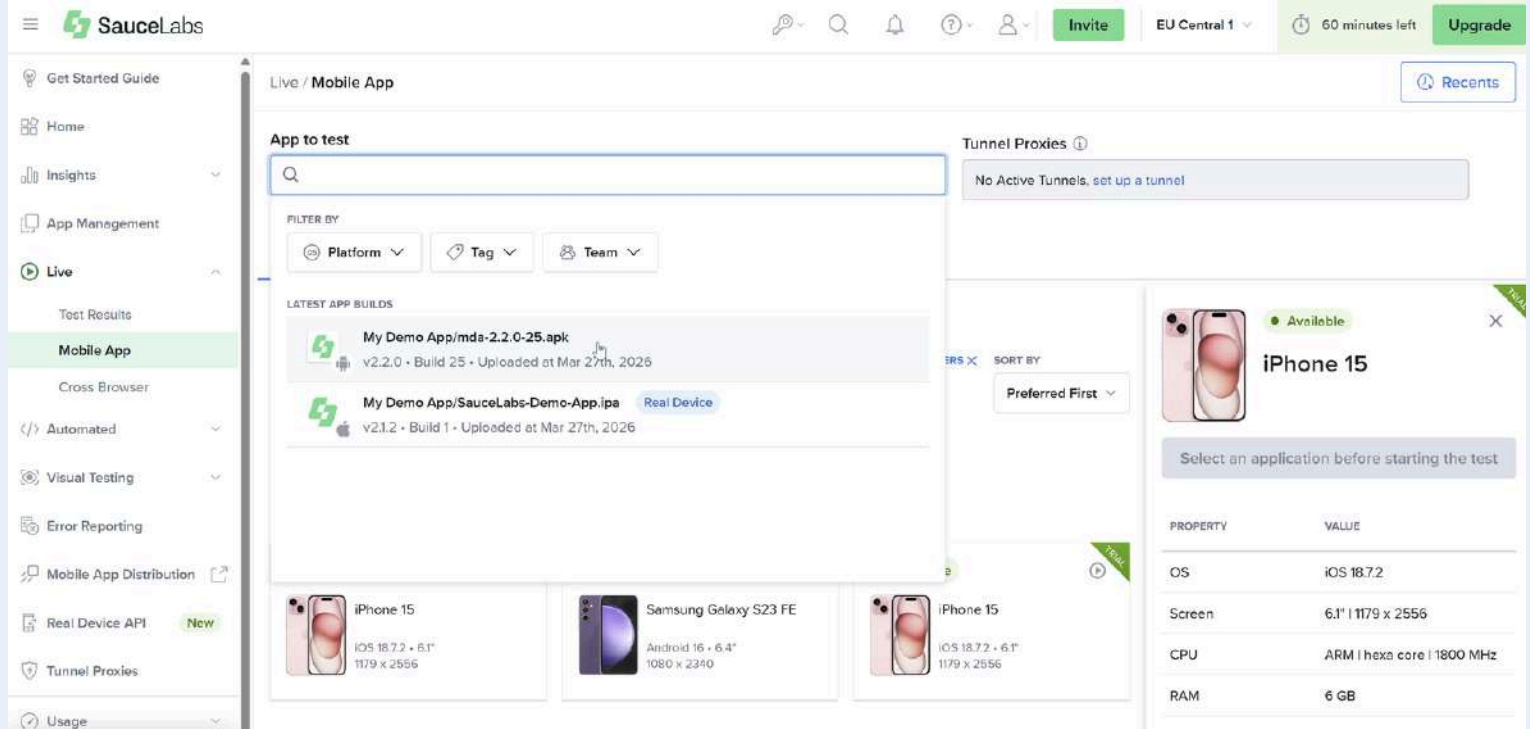 SauceLabs
Invite
EU Central 1
60 minutes left
Upgrade
Get Started Guide
Home
Insights
App Management
Live
Test Results
Mobile App
Cross Browser
Automated
Visual Testing
Error Reporting
Mobile App Distribution
Real Device API New
Tunnel Proxies
Usage
Live / Mobile App
Recents
App to test
Tunnel Proxies
No Active Tunnels, set up a tunnel
FILTER BY
Platform
Tag
Team
LATEST APP BUILDS
My Demo App/mda-2.2.0-25.apk
v2.2.0 • Build 25 • Uploaded at Mar 27th, 2026
My Demo App/SauceLabs-Demo-App.ipa Real Device
v2.1.2 • Build 1 • Uploaded at Mar 27th, 2026
SORT BY
Preferred First
iPhone 15
iOS 18.7.2 • 6.1"
1179 x 2556
Samsung Galaxy S23 FE
Android 16 • 6.4"
1080 x 2340
TRIAL
iPhone 15
iOS 18.7.2 • 6.1"
1179 x 2556
TRIAL
Available
iPhone 15
Select an application before starting the test
PROPERTY VALUE
OS iOS 18.7.2
Screen 6.1" | 1179 x 2556
CPU ARM | hexa core | 1800 MHz
RAM 6 GB